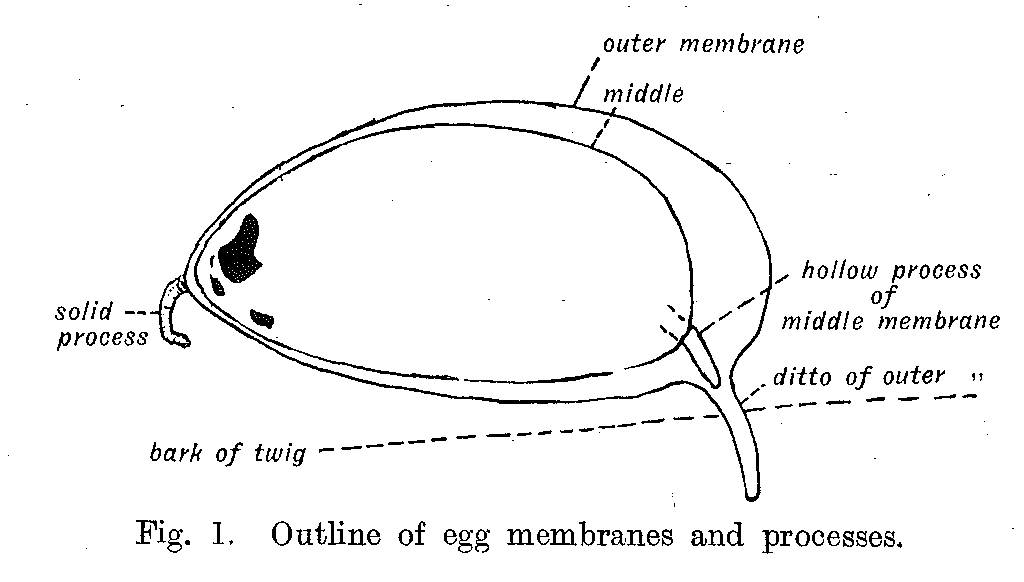 outer membrane
middle
hollow process
of
middle membrane
solid
process
ditto of outer "
bark of twig
Fig. 1. Outline of egg membranes and processes.